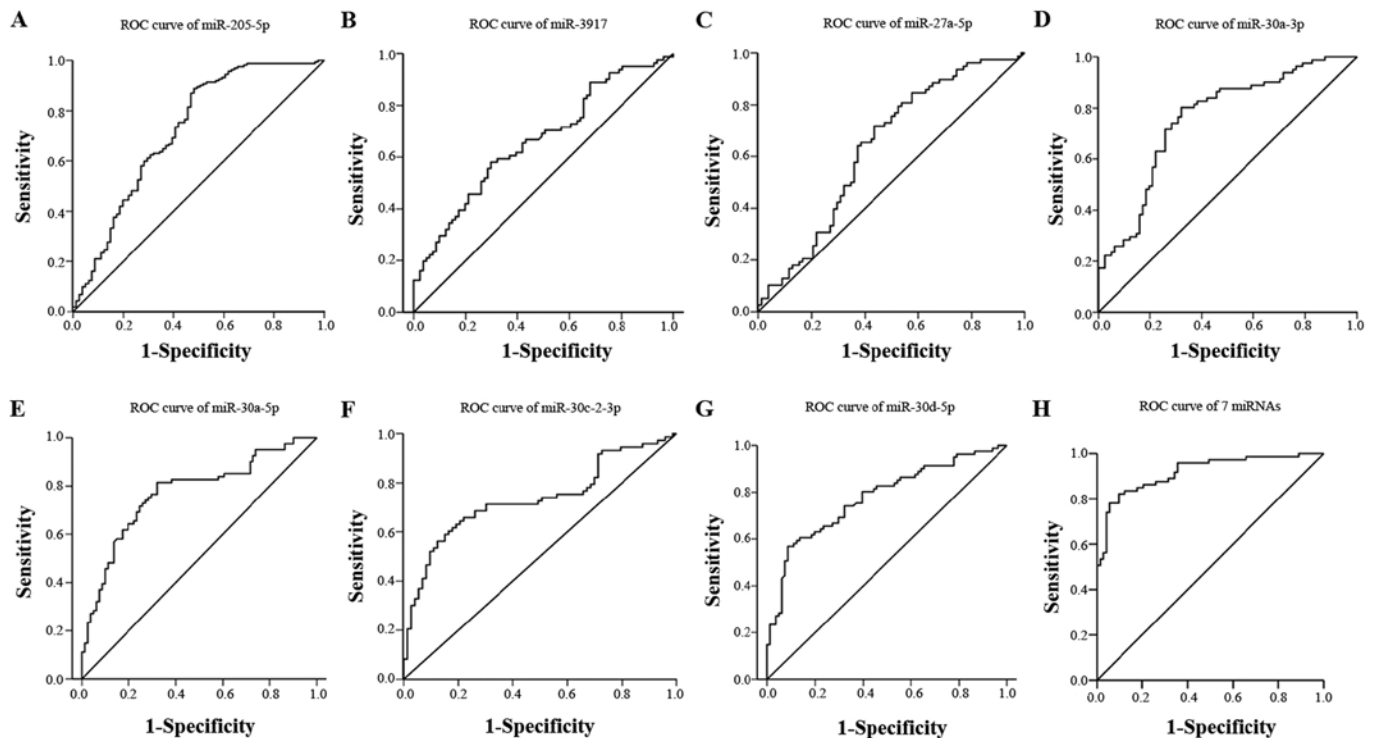 A ROC curve of miR-205-5p
Sensitivity
1.0
0.8
0.6
0.4
0.2
0.0
0.0 0.2 0.4 0.6 0.8 1.0
1-Specificity
B ROC curve of miR-3917
Sensitivity
1.0
0.8
0.6
0.4
0.2
0.0
0.0 0.2 0.4 0.6 0.8 1.0
1-Specificity
C ROC curve of miR-27a-5p
Sensitivity
1.0
0.8
0.6
0.4
0.2
0.0
0.0 0.2 0.4 0.6 0.8 1.0
1-Specificity
D ROC curve of miR-30a-3p
Sensitivity
1.0
0.8
0.6
0.4
0.2
0.0
0.0 0.2 0.4 0.6 0.8 1.0
1-Specificity
E ROC curve of miR-30a-5p
Sensitivity
1.0
0.8
0.6
0.4
0.2
0.0
0.0 0.2 0.4 0.6 0.8 1.0
1-Specificity
F ROC curve of miR-30c-2-3p
Sensitivity
1.0
0.8
0.6
0.4
0.2
0.0
0.0 0.2 0.4 0.6 0.8 1.0
1-Specificity
G ROC curve of miR-30d-5p
Sensitivity
1.0
0.8
0.6
0.4
0.2
0.0
0.0 0.2 0.4 0.6 0.8 1.0
1-Specificity
H ROC curve of 7 miRNAs
Sensitivity
1.0
0.8
0.6
0.4
0.2
0.0
0.0 0.2 0.4 0.6 0.8 1.0
1-Specificity